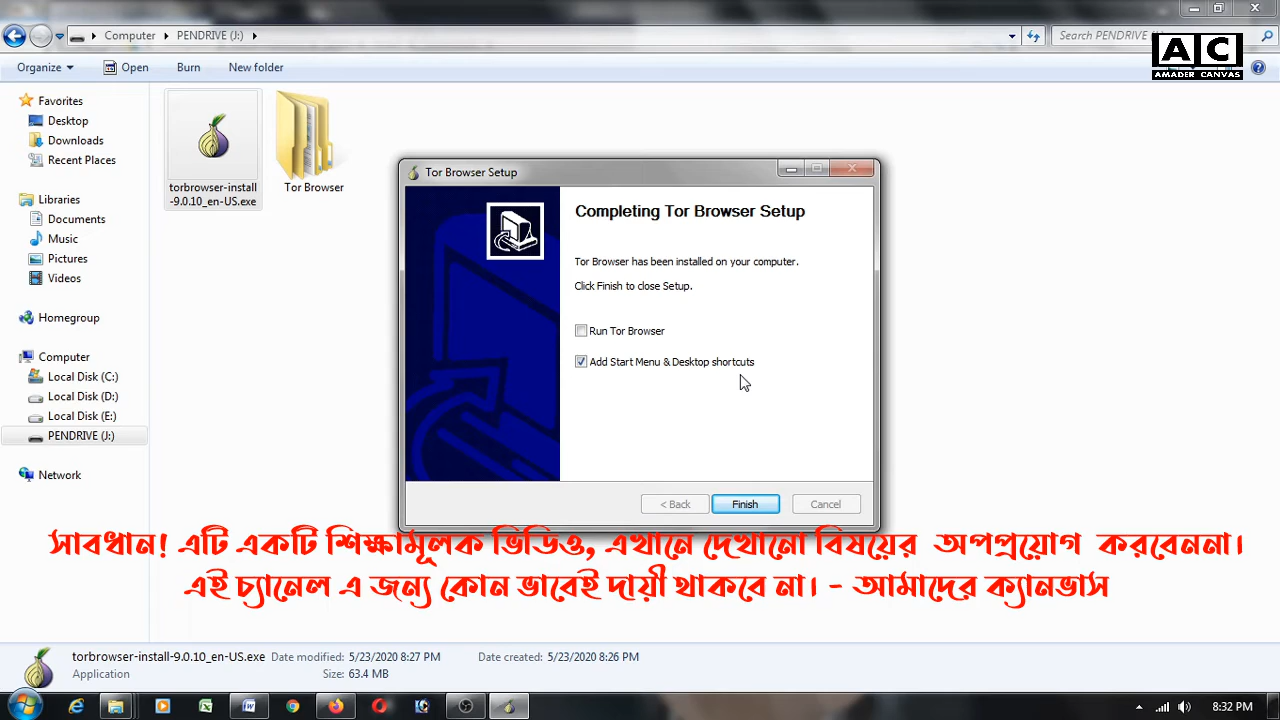 Computer
PENDRIVE (J:)
Search PENDRIVE (J:)
AC
AMADER CANVAS
Organize
Open
Burn
New folder
Favorites
Desktop
Downloads
Recent Places
Libraries
Documents
Music
Pictures
Videos
Homegroup
Computer
Local Disk (C:)
Local Disk (D:)
Local Disk (E:)
PENDRIVE (J:)
Network
torbrowser-install
-9.0.10_en-US.exe
Tor Browser
Tor Browser Setup
Completing Tor Browser Setup
Tor Browser has been installed on your computer.
Click Finish to close Setup.
Run Tor Browser
Add Start Menu & Desktop shortcuts
< Back
Finish
Cancel
সাবধান! এটি একটি শিক্ষামূলক ভিডিও, এখানে দেখানো বিষয়ের অপপ্রয়োগ করবেননা।
এই চ্যানেল এ জন্য কোন ভাবেই দায়ী থাকবে না। - আমাদের ক্যানভাস
torbrowser-install-9.0.10_en-US.exe Date modified: 5/23/2020 8:27 PM Date created: 5/23/2020 8:26 PM
Application Size: 63.4 MB
8:32 PM